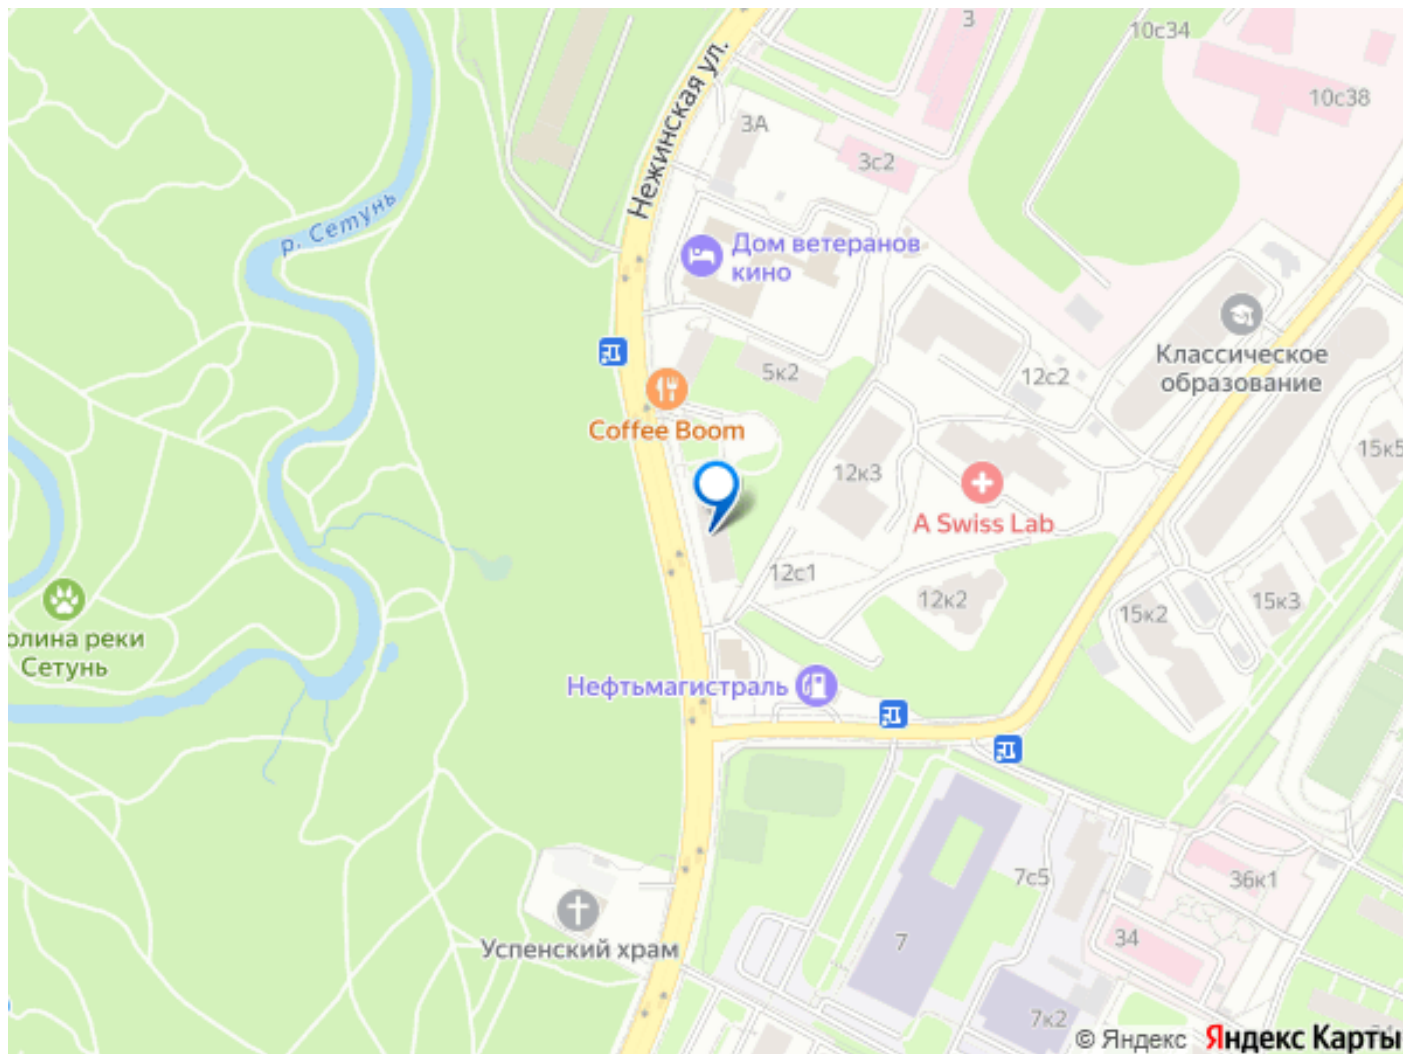 3
10с34
10с38
Нежинская ул.
3А
3с2
р. Сетунь
Дом ветеранов
кино
Классическое
образование
5к2
12с2
Coffee Boom
15к5
12к3
A Swiss Lab
12с1
12к2
15к2
15к3
олина реки
Сетунь
Нефтьмагистраль
7с5
36к1
34
7
Успенский храм
7к2
© Яндекс Яндекс Карты